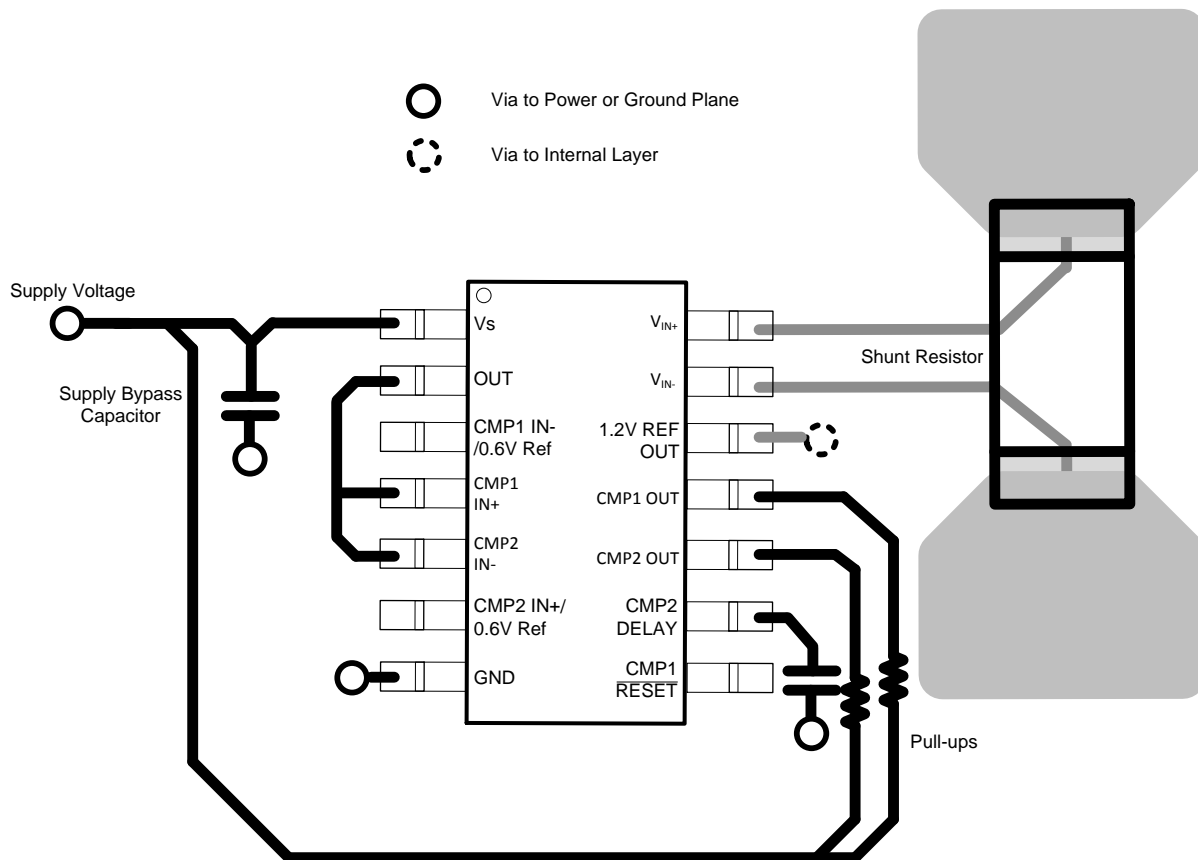 Via to Power or Ground Plane
Via to Internal Layer
Supply Voltage
Supply Bypass
Capacitor
Vs
OUT
CMP1 IN-
/0.6V Ref
CMP1
IN+
CMP2
IN-
CMP2 IN+/
0.6V Ref
GND
VIN+
VIN-
1.2V REF
OUT
CMP1 OUT
CMP2 OUT
CMP2
DELAY
CMP1
RESET
Shunt Resistor
Pull-ups